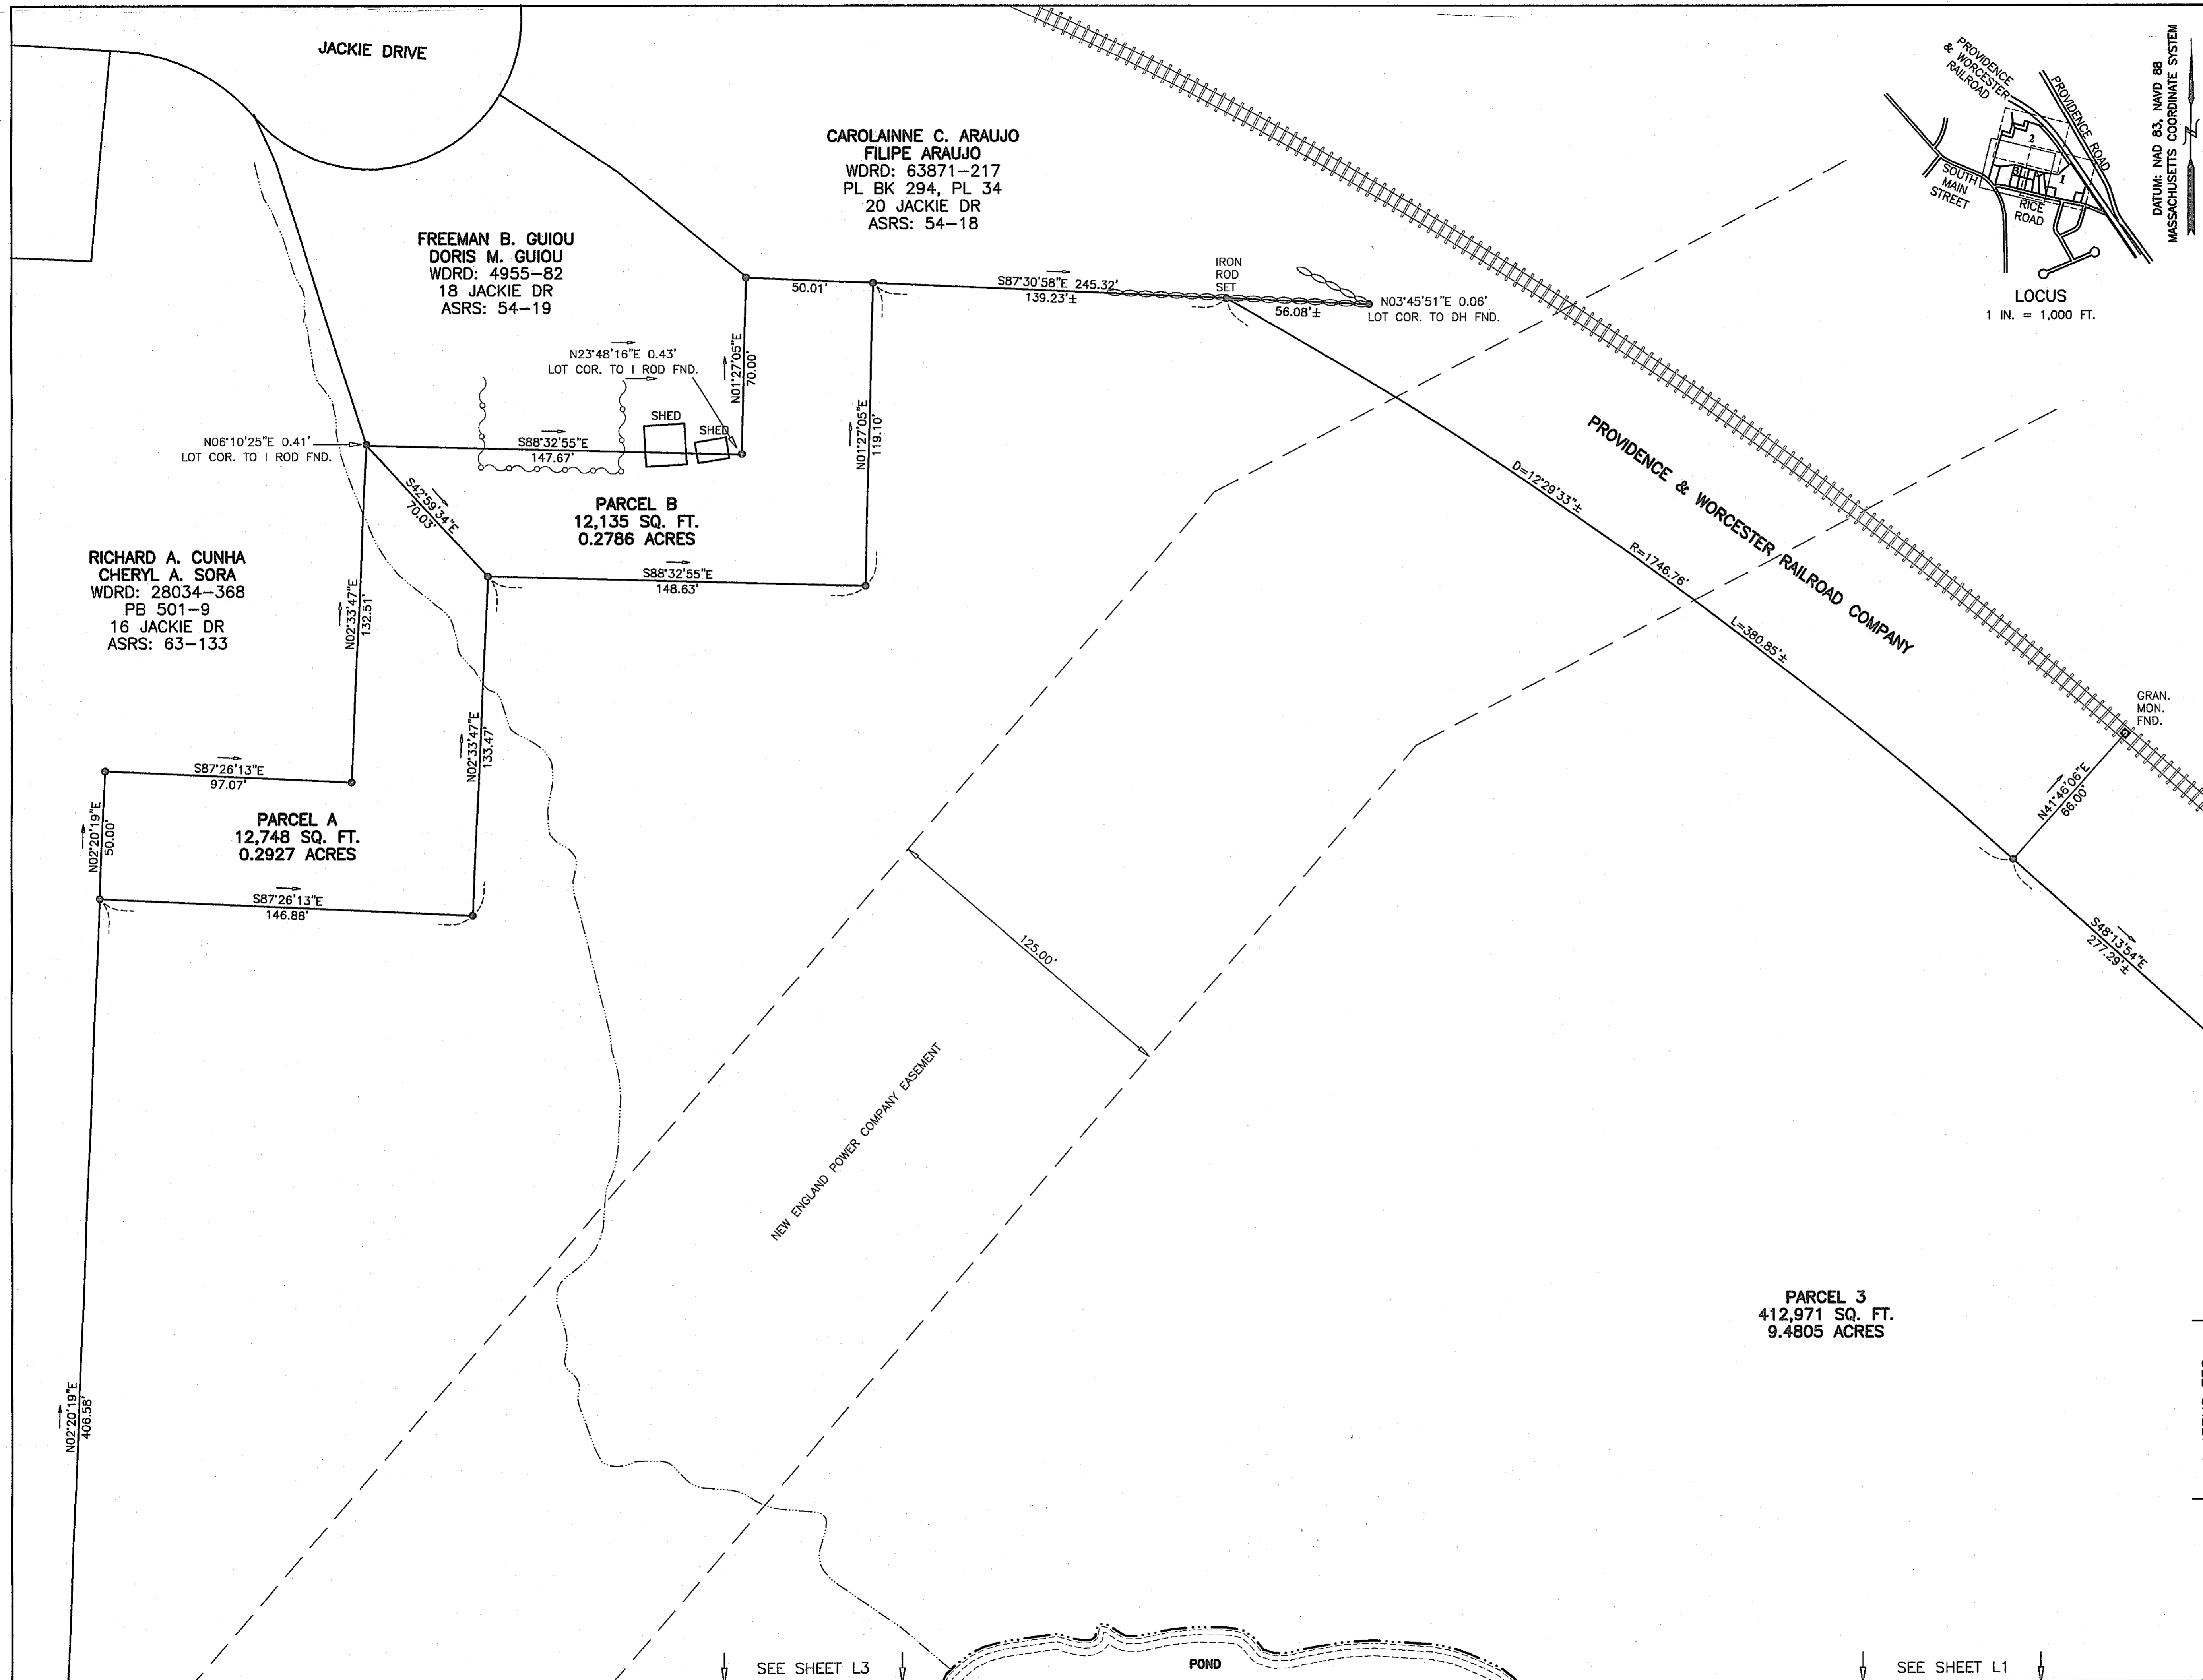 JACKIE DRIVE
CAROLAINNE C. ARAUJO
FILIPE ARAUJO
WDRD: 63871-217
PL BK 294, PL 34
20 JACKIE DR
ASRS: 54-18
PROVIDENCE
& WORCESTER
RAILROAD
PROVIDENCE ROAD
2
3
1
SOUTH
MAIN
STREET
RICE
ROAD
LOCUS
1 IN. = 1,000 FT.
DATUM: NAD 83, NAVD 88
MASSACHUSETTS COORDINATE SYSTEM
N
FREEMAN B. GUIOU
DORIS M. GUIOU
WDRD: 4955-82
18 JACKIE DR
ASRS: 54-19
50.01'
S87°30'58"E 245.32'
139.23'±
IRON
ROD
SET
56.08'±
N03°45'51"E 0.06'
LOT COR. TO DH FND.
N23°48'16"E 0.43'
LOT COR. TO I ROD FND.
N01°27'05"E
70.00'
SHED
SHED
N06°10'25"E 0.41'
LOT COR. TO I ROD FND.
S88°32'55"E
147.67'
N01°27'05"E
119.10'
S42°59'34"E
70.03'
PARCEL B
12,135 SQ. FT.
0.2786 ACRES
S88°32'55"E
148.63'
RICHARD A. CUNHA
CHERYL A. SORA
WDRD: 28034-368
PB 501-9
16 JACKIE DR
ASRS: 63-133
N02°33'47"E
132.51'
N02°33'47"E
133.47'
S87°26'13"E
97.07'
N02°20'19"E
50.00'
PARCEL A
12,748 SQ. FT.
0.2927 ACRES
S87°26'13"E
146.88'
D=12°29'33"±
R=1746.76'
L=380.85'±
PROVIDENCE & WORCESTER RAILROAD COMPANY
GRAN.
MON.
FND.
N41°46'06"E
66.00'
S48°13'54"E
277.29'±
125.00'
NEW ENGLAND POWER COMPANY EASEMENT
N02°20'19"E
406.58'
PARCEL 3
412,971 SQ. FT.
9.4805 ACRES
SEE SHEET L3
POND
SEE SHEET L1